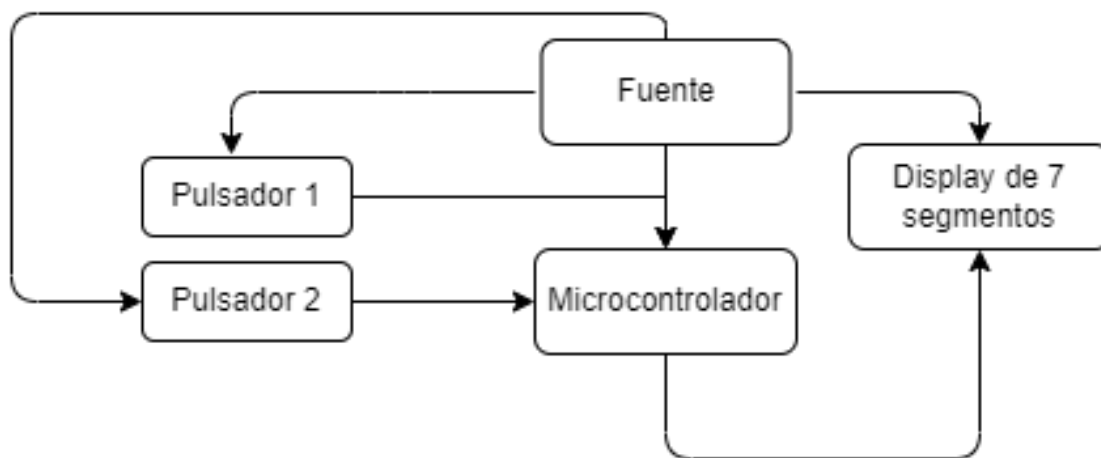 Fuente
Pulsador 1
Display de 7
segmentos
Pulsador 2
Microcontrolador